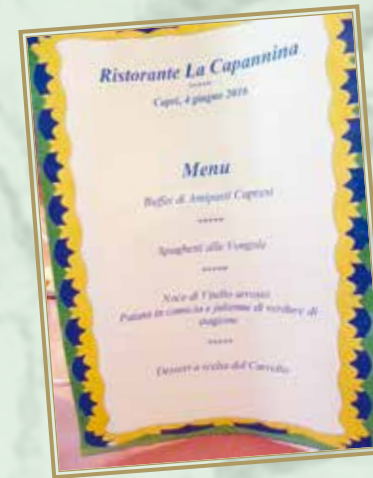 Ristorante La Capannina
*****
Capri, 4 giugno 2016
Menu
Buffet di Antipasti Capresi
*****
Spaghetti alle Vongole
*****
Noce di Vitello arrosto
Patate in camicia e julienne di verdure di
stagione
*****
Dessert a scelta dal Carrello